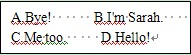 A.Bye!      B.I'm Sarah.
C.Me too.      D.Hello!